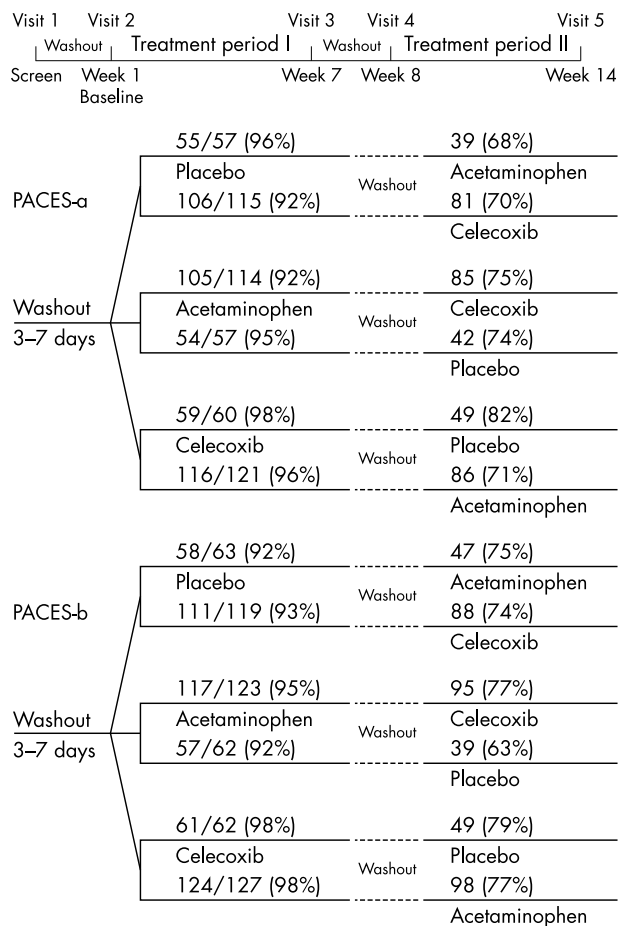 Visit 1 Visit 2 Visit 3 Visit 4 Visit 5
Washout Treatment period I Washout Treatment period II
Screen Week 1 Week 7 Week 8 Week 14
Baseline
55/57 (96%) 39 (68%)
Placebo Acetaminophen
PACES-a Washout
106/115 (92%) 81 (70%)
Celecoxib
105/114 (92%) 85 (75%)
Washout Acetaminophen Washout Celecoxib
3–7 days 54/57 (95%) 42 (74%)
Placebo
59/60 (98%) 49 (82%)
Celecoxib Washout Placebo
116/121 (96%) 86 (71%)
Acetaminophen
58/63 (92%) 47 (75%)
Placebo Acetaminophen
PACES-b Washout
111/119 (93%) 88 (74%)
Celecoxib
117/123 (95%) 95 (77%)
Washout Acetaminophen Washout Celecoxib
3–7 days 57/62 (92%) 39 (63%)
Placebo
61/62 (98%) 49 (79%)
Celecoxib Washout Placebo
124/127 (98%) 98 (77%)
Acetaminophen